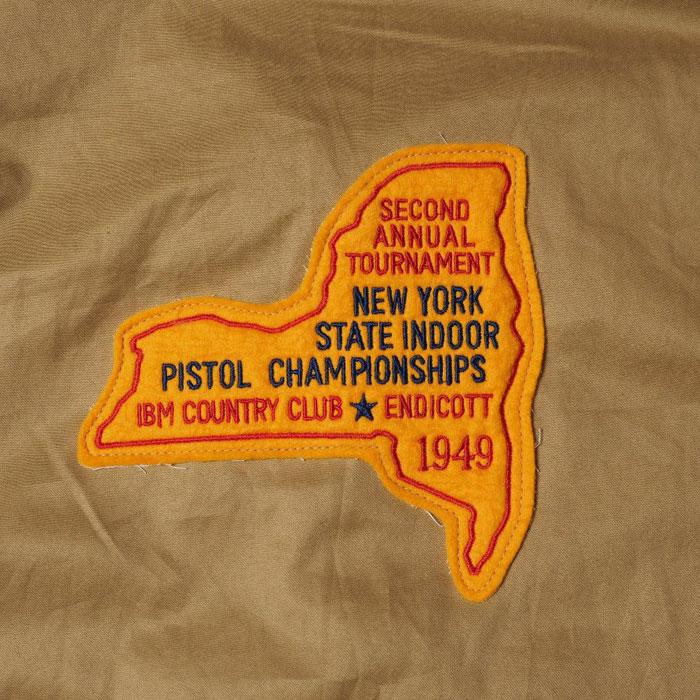 SECOND
ANNUAL
TOURNAMENT
NEW YORK
STATE INDOOR
PISTOL CHAMPIONSHIPS
IBM COUNTRY CLUB ★ ENDICOTT
1949